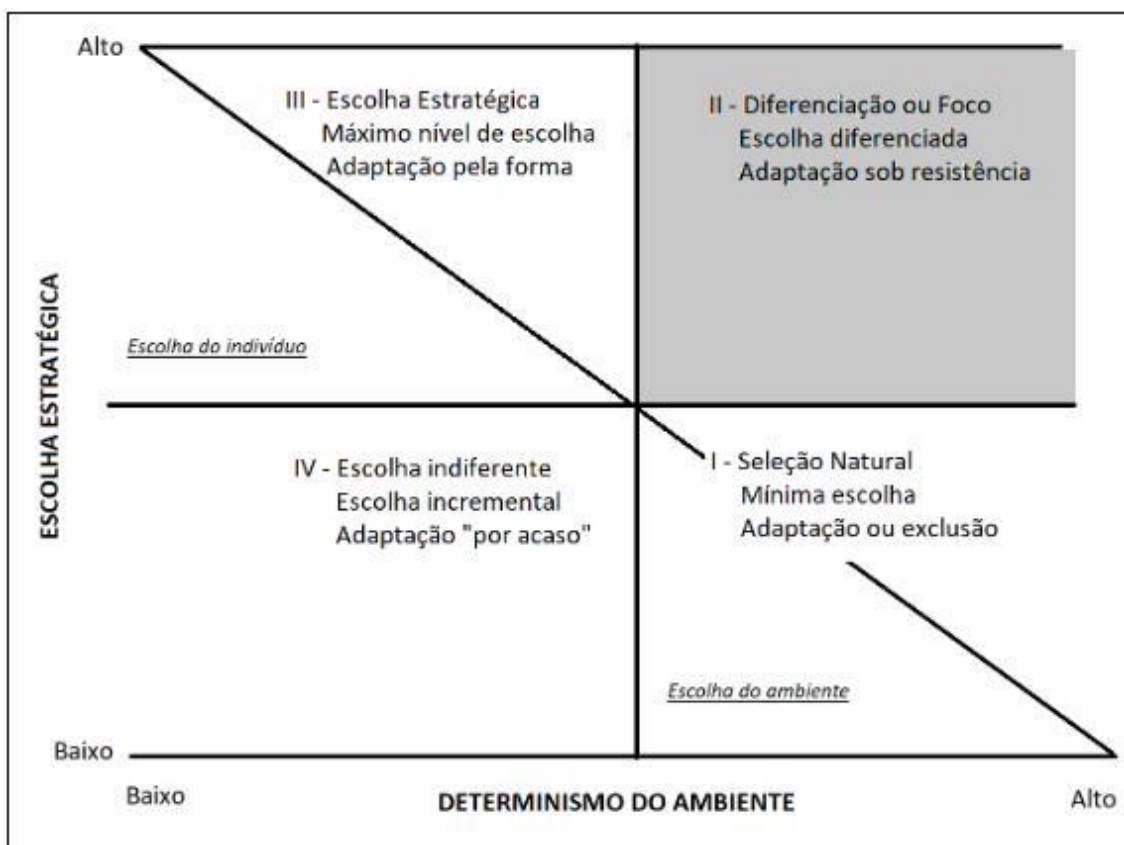 Alto
III - Escolha Estratégica
Máximo nível de escolha
Adaptação pela forma
II - Diferenciação ou Foco
Escolha diferenciada
Adaptação sob resistência
ESCOLHA ESTRATÉGICA
Escolha do indivíduo
IV - Escolha indiferente
Escolha incremental
Adaptação "por acaso"
I - Seleção Natural
Mínima escolha
Adaptação ou exclusão
Escolha do ambiente
Baixo
Baixo
DETERMINISMO DO AMBIENTE
Alto